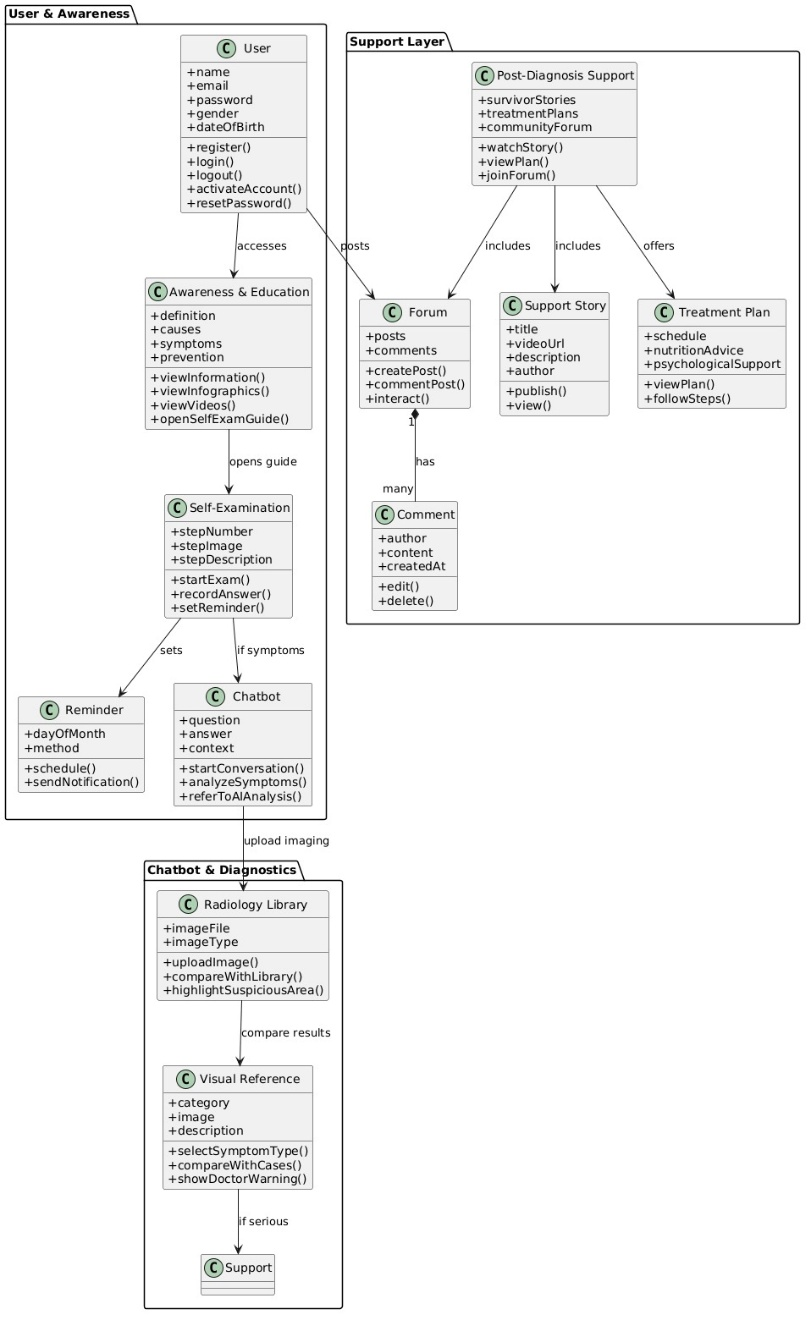 User & Awareness
C User
+name
+email
+password
+gender
+dateOfBirth
+register()
+login()
+logout()
+activateAccount()
+resetPassword()
accesses
posts
C Awareness & Education
+definition
+causes
+symptoms
+prevention
+viewInformation()
+viewInfographics()
+viewVideos()
+openSelfExamGuide()
opens guide
C Self-Examination
+stepNumber
+stepImage
+stepDescription
+startExam()
+recordAnswer()
+setReminder()
sets
if symptoms
C Reminder
+dayOfMonth
+method
+schedule()
+sendNotification()
C Chatbot
+question
+answer
+context
+startConversation()
+analyzeSymptoms()
+referToAIAnalysis()
upload imaging
Support Layer
C Post-Diagnosis Support
+survivorStories
+treatmentPlans
+communityForum
+watchStory()
+viewPlan()
+joinForum()
includes
includes
offers
C Forum
+posts
+comments
+createPost()
+commentPost()
+interact()
C Support Story
+title
+videoUrl
+description
+author
+publish()
+view()
C Treatment Plan
+schedule
+nutritionAdvice
+psychologicalSupport
+viewPlan()
+followSteps()
1
has
many
C Comment
+author
+content
+createdAt
+edit()
+delete()
Chatbot & Diagnostics
C Radiology Library
+imageFile
+imageType
+uploadImage()
+compareWithLibrary()
+highlightSuspiciousArea()
compare results
C Visual Reference
+category
+image
+description
+selectSymptomType()
+compareWithCases()
+showDoctorWarning()
if serious
C Support